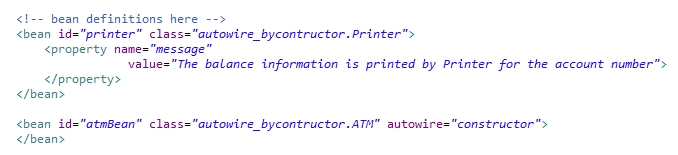 <!-- bean definitions here -->
<bean id="printer" class="autowire_bycontructor.Printer">
    <property name="message"
                value="The balance information is printed by Printer for the account number">
    </property>
</bean>

<bean id="atmBean" class="autowire_bycontructor.ATM" autowire="constructor">
</bean>